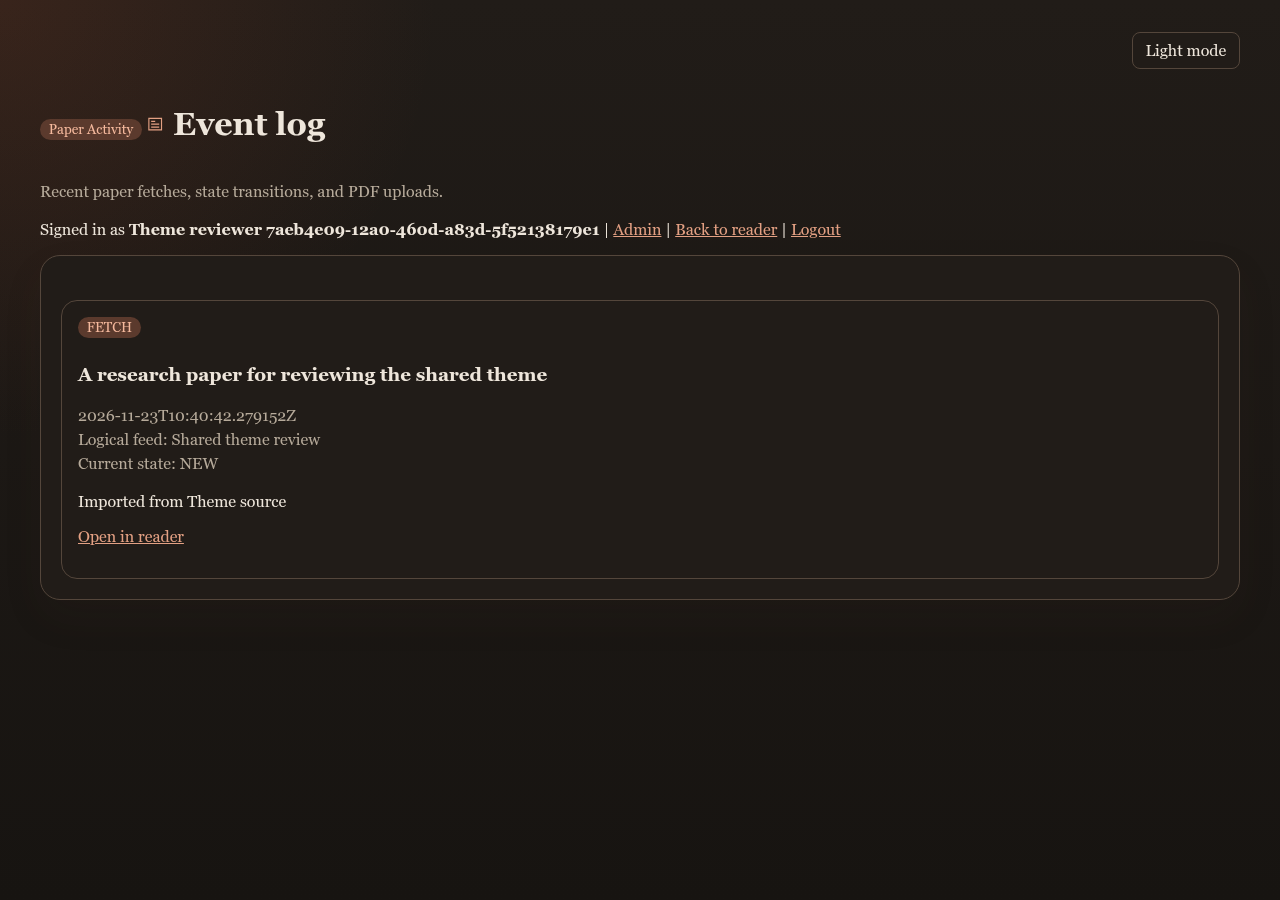 Light mode
Paper Activity Event log
Recent paper fetches, state transitions, and PDF uploads.
Signed in as Theme reviewer 7aeb4e09-12a0-460d-a83d-5f52138179e1 | Admin | Back to reader | Logout
FETCH
A research paper for reviewing the shared theme
2026-11-23T10:40:42.279152Z
Logical feed: Shared theme review
Current state: NEW
Imported from Theme source
Open in reader